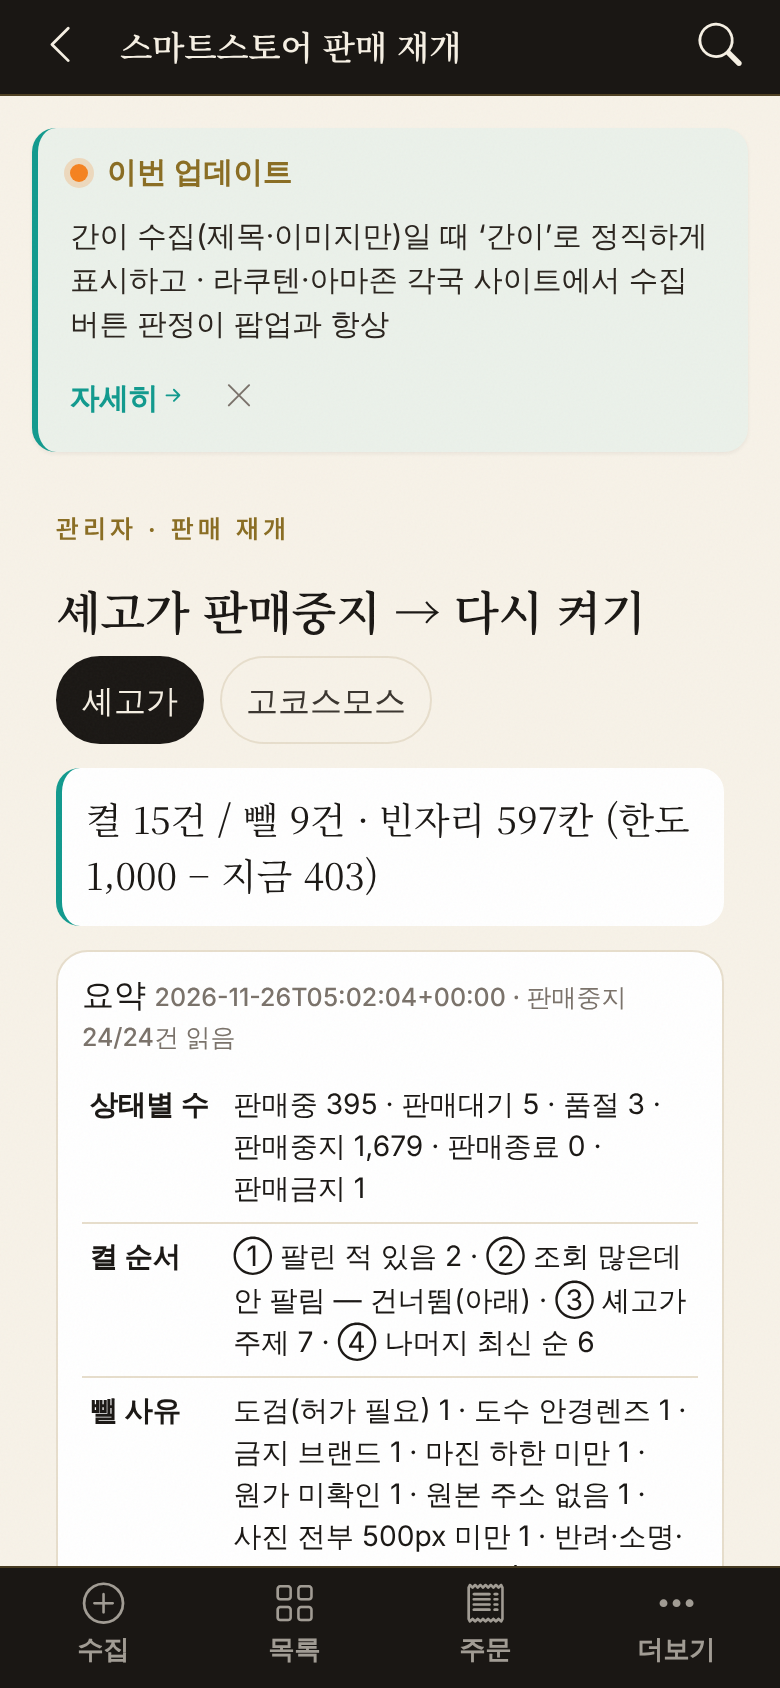 스마트스토어 판매 재개
이번 업데이트
간이 수집(제목·이미지만)일 때 ‘간이’로 정직하게
표시하고 · 라쿠텐·아마존 각국 사이트에서 수집
버튼 판정이 팝업과 항상
자세히 →
관리자 · 판매 재개
셰고가 판매중지 → 다시 켜기
셰고가
고코스모스
켤 15건 / 뺄 9건 · 빈자리 597칸 (한도
1,000 − 지금 403)
요약 2026-11-26T05:02:04+00:00 · 판매중지
24/24건 읽음
상태별 수 판매중 395 · 판매대기 5 · 품절 3 ·
판매중지 1,679 · 판매종료 0 ·
판매금지 1
켤 순서 ① 팔린 적 있음 2 · ② 조회 많은데
안 팔림 — 건너뜀(아래) · ③ 셰고가
주제 7 · ④ 나머지 최신 순 6
뺄 사유 도검(허가 필요) 1 · 도수 안경렌즈 1 ·
금지 브랜드 1 · 마진 하한 미만 1 ·
원가 미확인 1 · 원본 주소 없음 1 ·
사진 전부 500px 미만 1 · 반려·소명·
수집
목록
주문
더보기